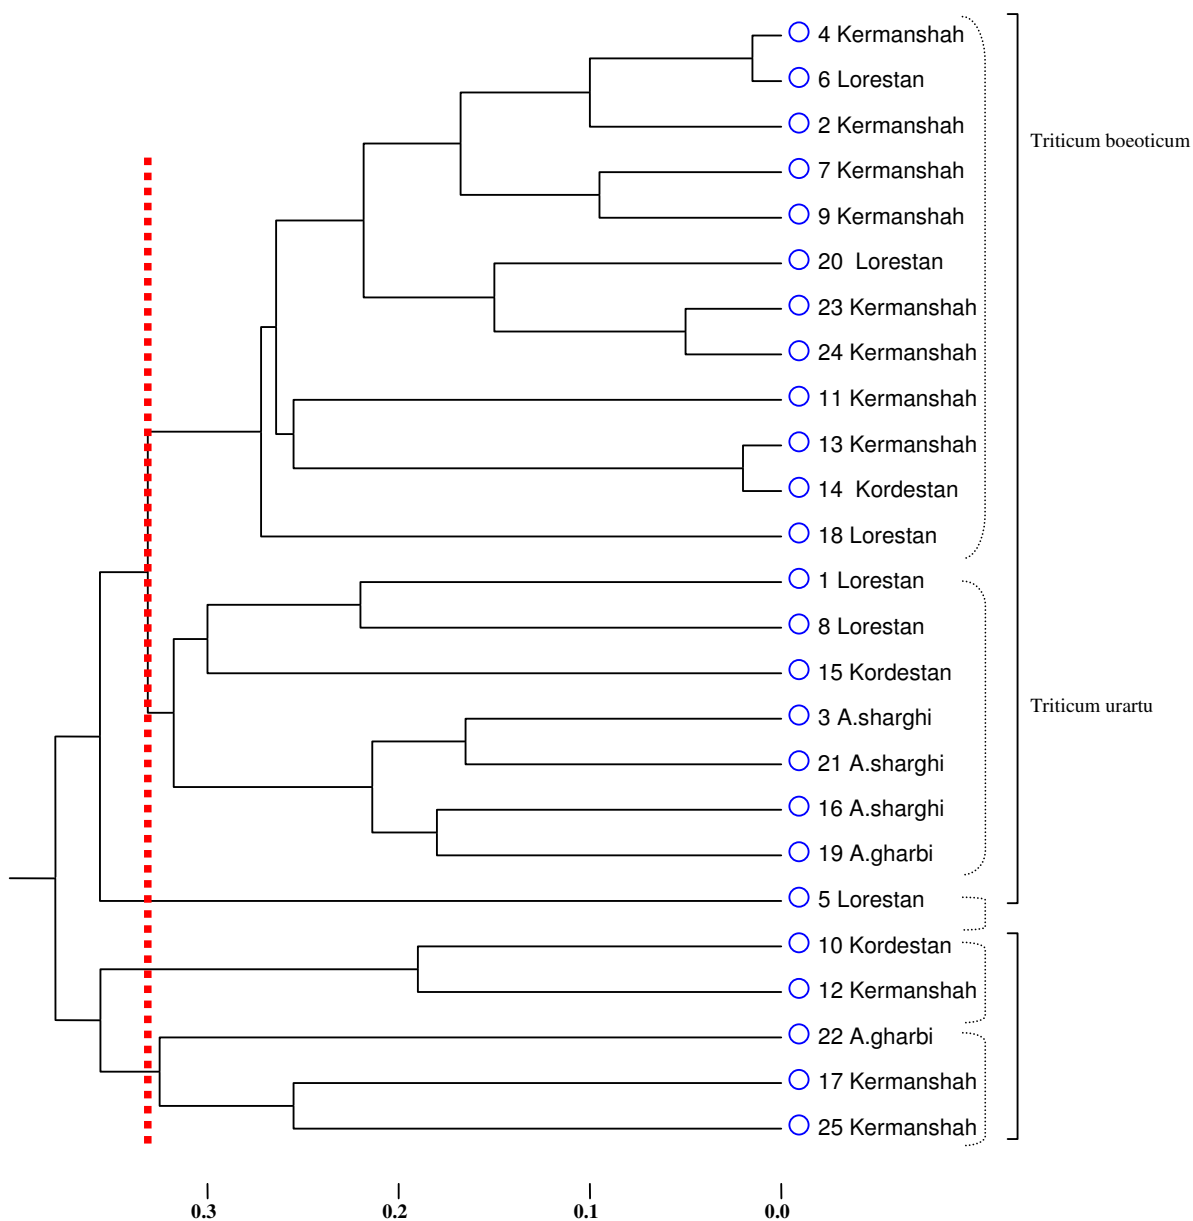 4 Kermanshah
6 Lorestan
2 Kermanshah
Triticum boeoticum
7 Kermanshah
9 Kermanshah
20 Lorestan
23 Kermanshah
24 Kermanshah
11 Kermanshah
13 Kermanshah
14 Kordestan
18 Lorestan
1 Lorestan
8 Lorestan
15 Kordestan
Triticum urartu
3 A.sharghi
21 A.sharghi
16 A.sharghi
19 A.gharbi
5 Lorestan
10 Kordestan
12 Kermanshah
22 A.gharbi
17 Kermanshah
25 Kermanshah
0.3 0.2 0.1 0.0